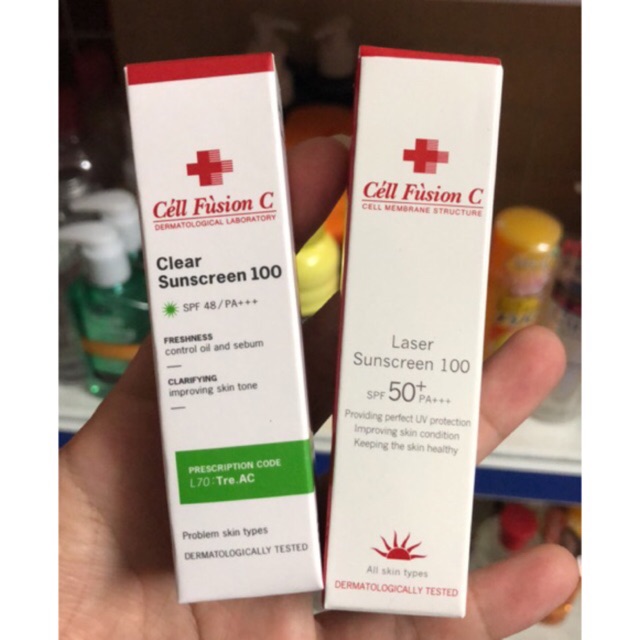 Céll Fùsion C
DERMATOLOGICAL LABORATORY
Clear
Sunscreen 100
SPF 48/PA+++
FRESHNESS
control oil and sebum
CLARIFYING
improving skin tone
PRESCRIPTION CODE
L70:Tre.AC
Problem skin types
DERMATOLOGICALLY TESTED
Céll Fùsion C
CELL MEMBRANE STRUCTURE
Laser
Sunscreen 100
SPF 50+ PA+++
Providing perfect UV protection
Improving skin condition
Keeping the skin healthy
All skin types
DERMATOLOGICALLY TESTED